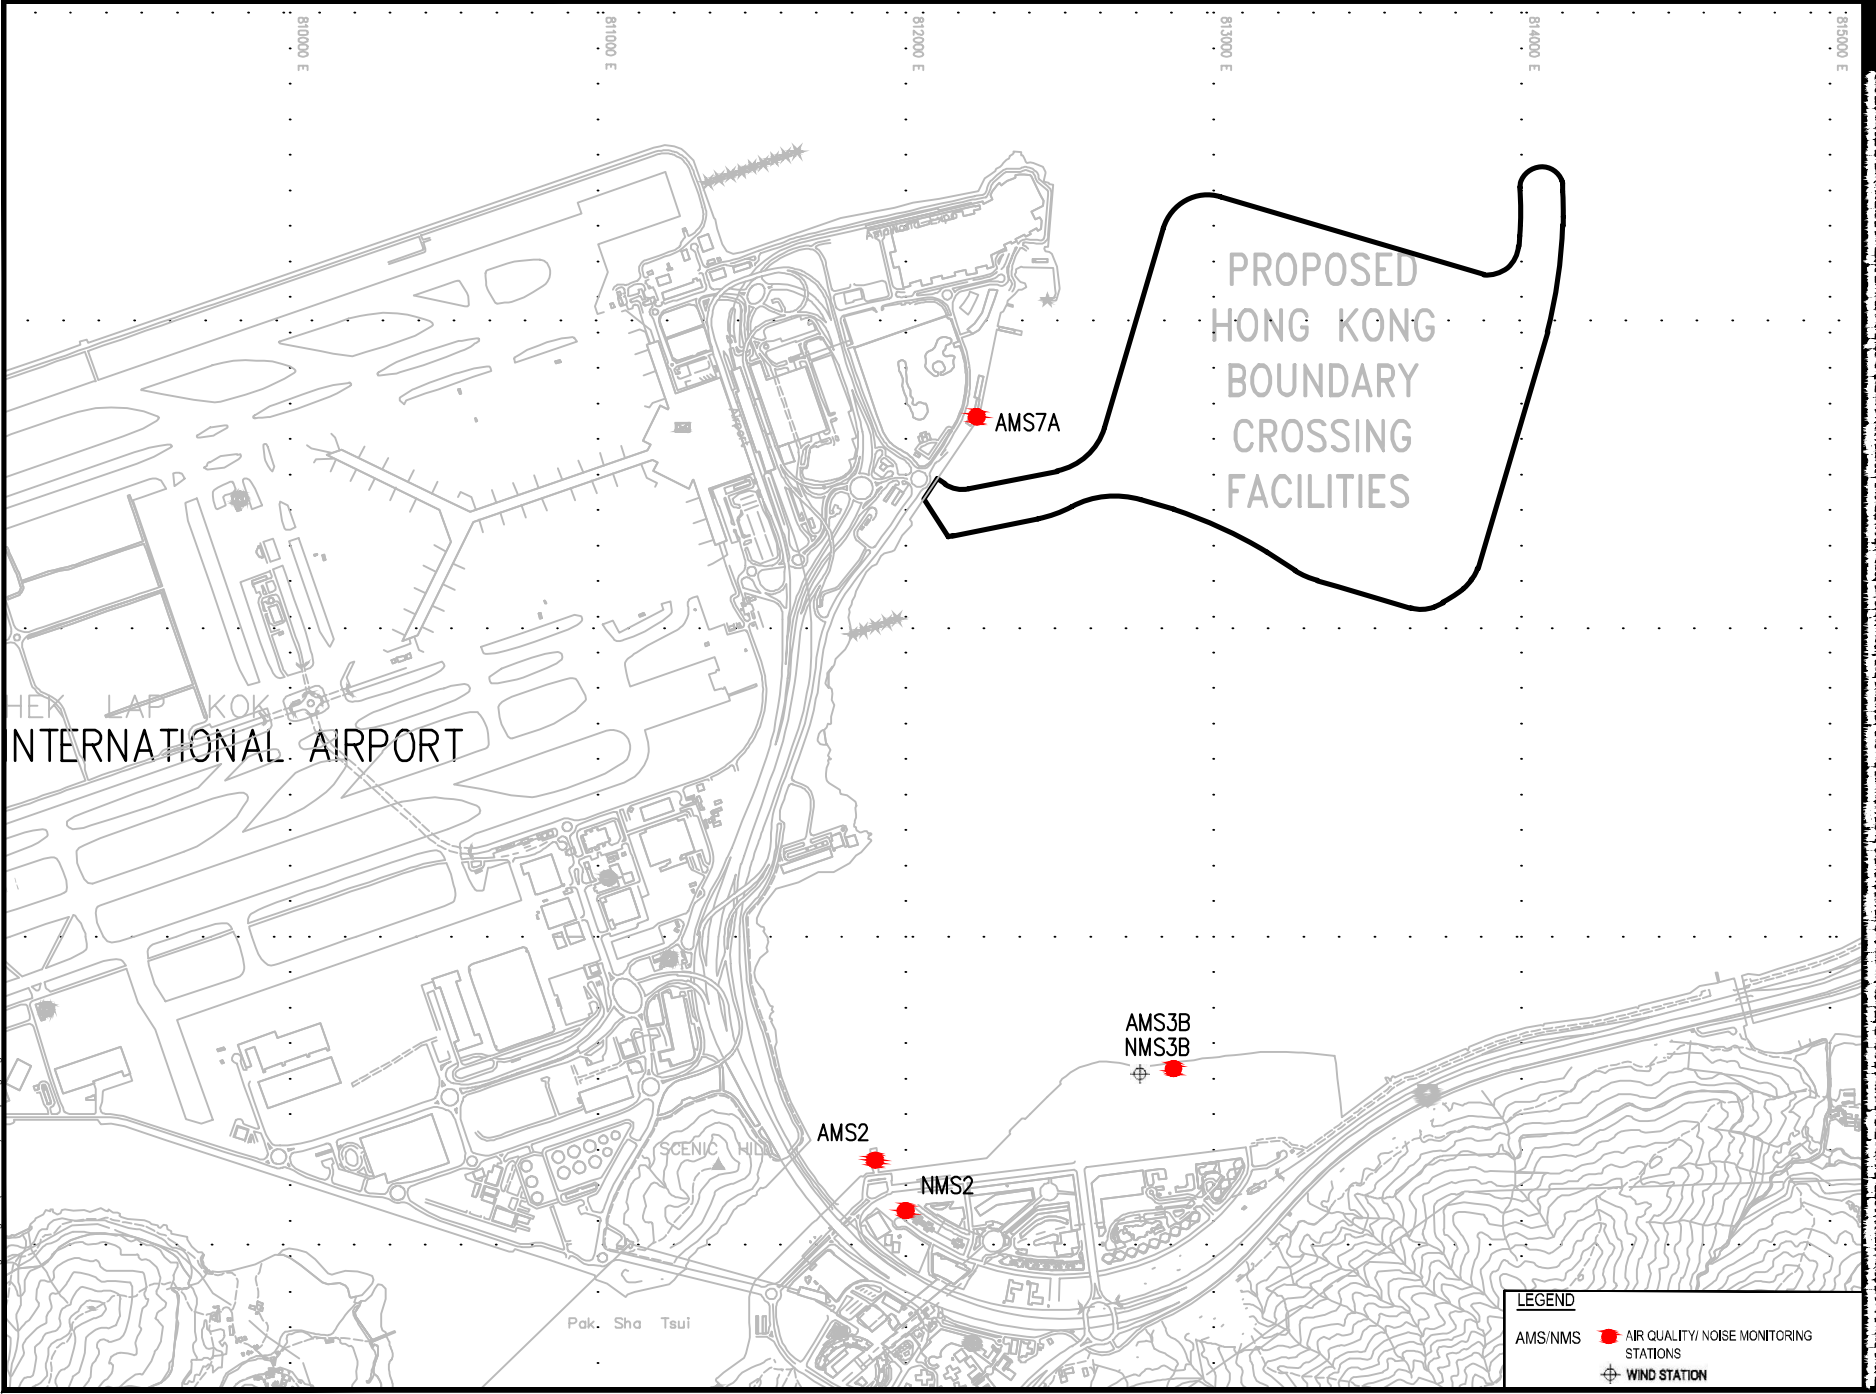 810000 E
811000 E
812000 E
813000 E
814000 E
815000 E
PROPOSED
HONG KONG
BOUNDARY
CROSSING
FACILITIES
Airport
AMS7A
HEK LAP KOK
INTERNATIONAL AIRPORT
AMS3B
NMS3B
AMS2
SCENIC HILL
NMS2
Pak Sha Tsui
LEGEND
AMS/NMS AIR QUALITY/ NOISE MONITORING
STATIONS
WIND STATION